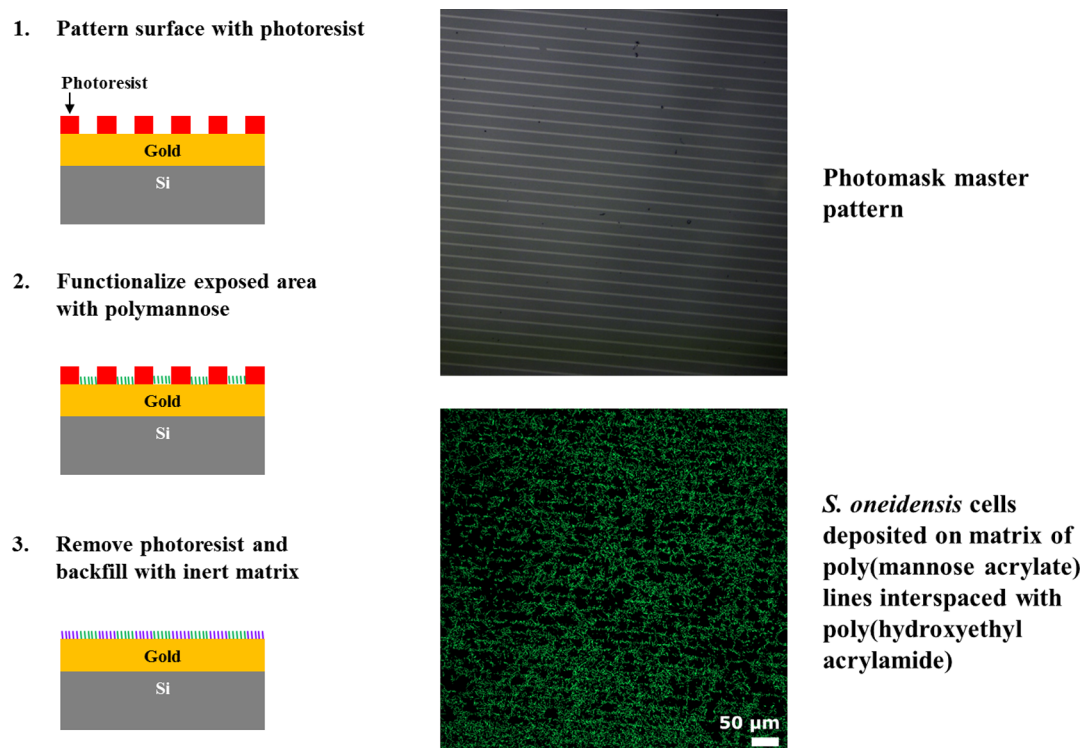 1. Pattern surface with photoresist
Photoresist
Gold
Si
2. Functionalize exposed area
with polymannose
Gold
Si
3. Remove photoresist and
backfill with inert matrix
Gold
Si
Photomask master
pattern
50 µm
S. oneidensis cells
deposited on matrix of
poly(mannose acrylate)
lines interspaced with
poly(hydroxyethyl
acrylamide)